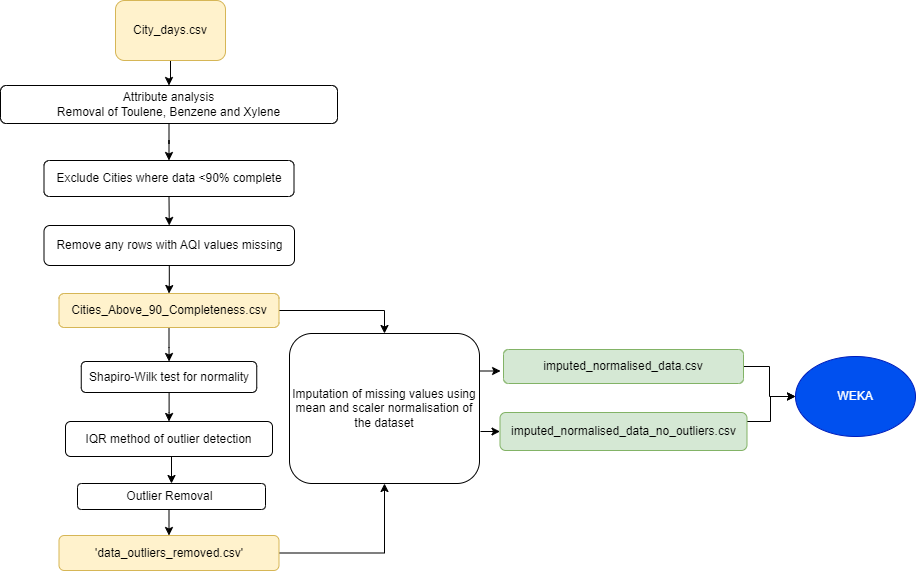 City_days.csv
Attribute analysis
Removal of Toulene, Benzene and Xylene
Exclude Cities where data <90% complete
Remove any rows with AQI values missing
Cities_Above_90_Completeness.csv
Shapiro-Wilk test for normality
IQR method of outlier detection
Outlier Removal
'data_outliers_removed.csv'
Imputation of missing values using
mean and scaler normalisation of
the dataset
imputed_normalised_data.csv
imputed_normalised_data_no_outliers.csv
WEKA